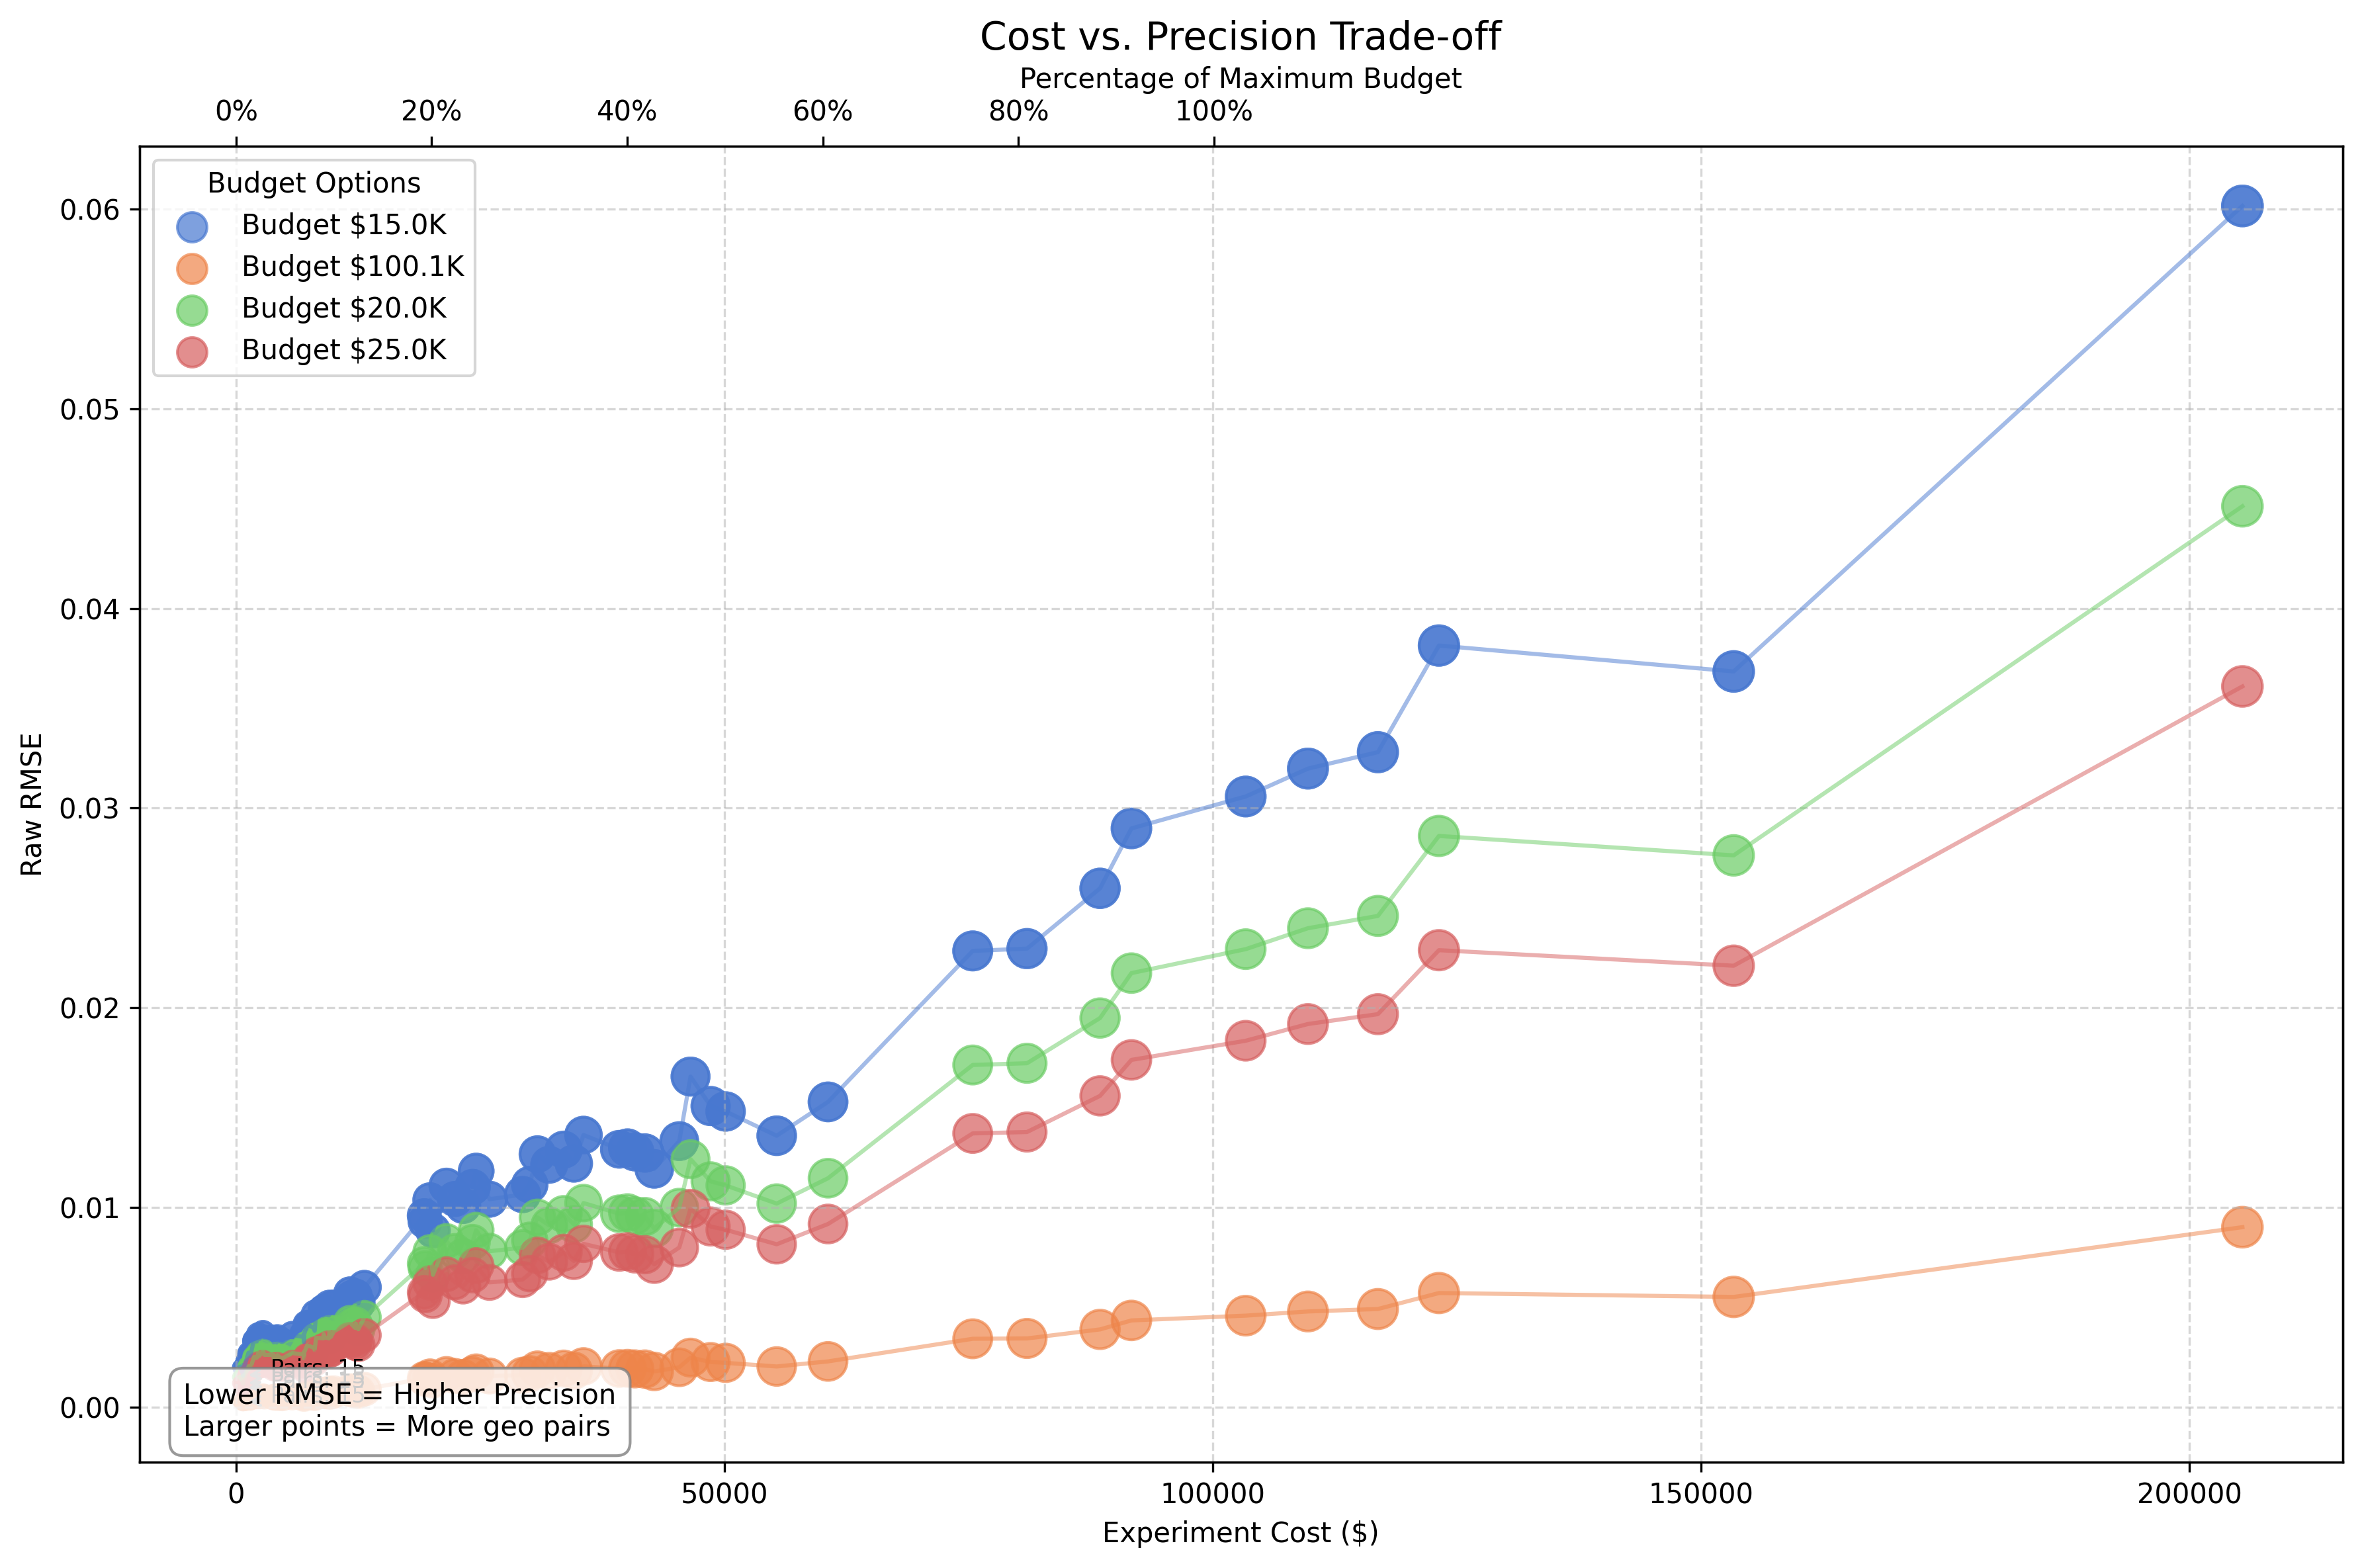 Cost vs. Precision Trade-off
Percentage of Maximum Budget
0% 20% 40% 60% 80% 100%
Budget Options
Budget $15.0K
Budget $100.1K
Budget $20.0K
Budget $25.0K
0.06
0.05
0.04
0.03
0.02
0.01
0.00
Raw RMSE
Pairs: 15
Lower RMSE = Higher Precision
Larger points = More geo pairs
0 50000 100000 150000 200000
Experiment Cost ($)